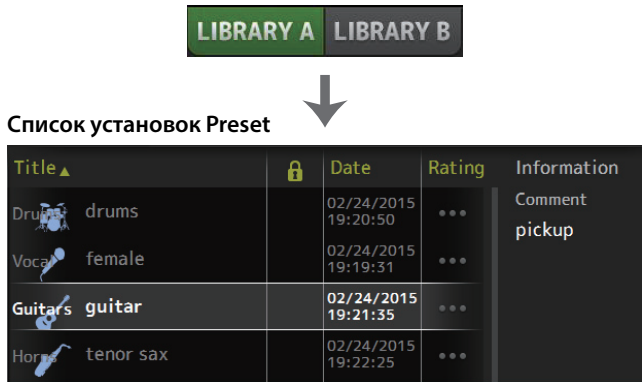 LIBRARY A LIBRARY B
Список установок Preset
Title▲ Date Rating Information
Comment
pickup
Drums drums 02/24/2015
19:20:50
Vocal female 02/24/2015
19:19:31
Guitars guitar 02/24/2015
19:21:35
Horns tenor sax 02/24/2015
19:22:25